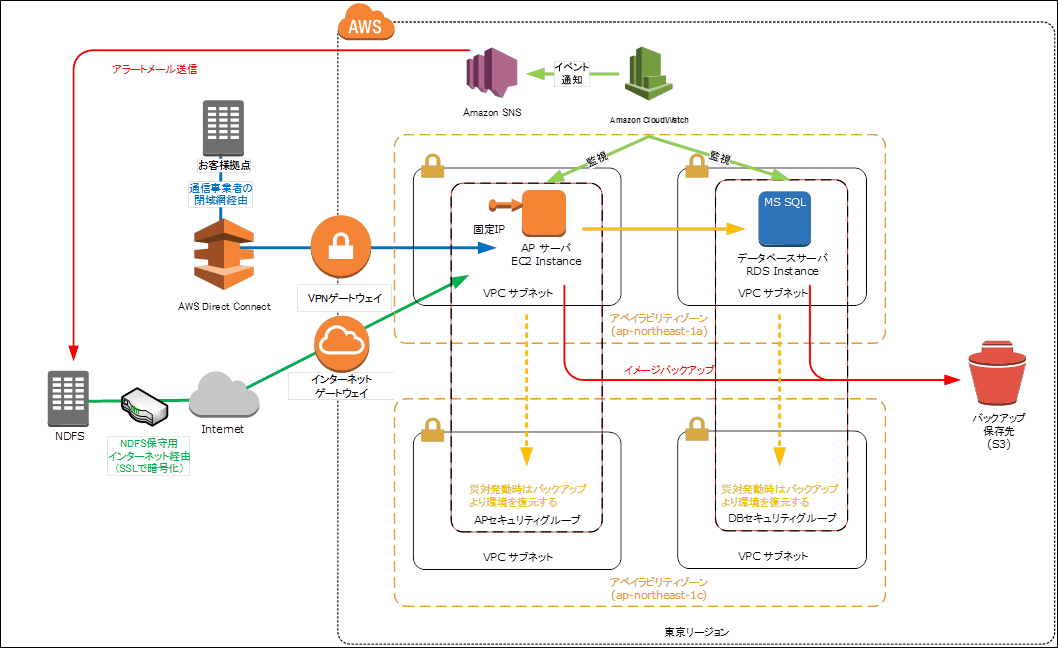 AWS
アラートメール送信
Amazon SNS
イベント
通知
Amazon CloudWatch
お客様拠点
通信事業者の
閉域網経由
AWS Direct Connect
監視
監視
固定IP
AP サーバ
EC2 Instance
MS SQL
データベースサーバ
RDS Instance
VPNゲートウェイ
VPC サブネット
VPC サブネット
アベイラビリティゾーン
(ap-northeast-1a)
インターネット
ゲートウェイ
イメージバックアップ
NDFS
Internet
NDFS保守用
インターネット経由
(SSLで暗号化)
バックアップ
保存先
(S3)
災対発動時はバックアップ
より環境を復元する
APセキュリティグループ
災対発動時はバックアップ
より環境を復元する
DBセキュリティグループ
VPC サブネット
VPC サブネット
アベイラビリティゾーン
(ap-northeast-1c)
東京リージョン